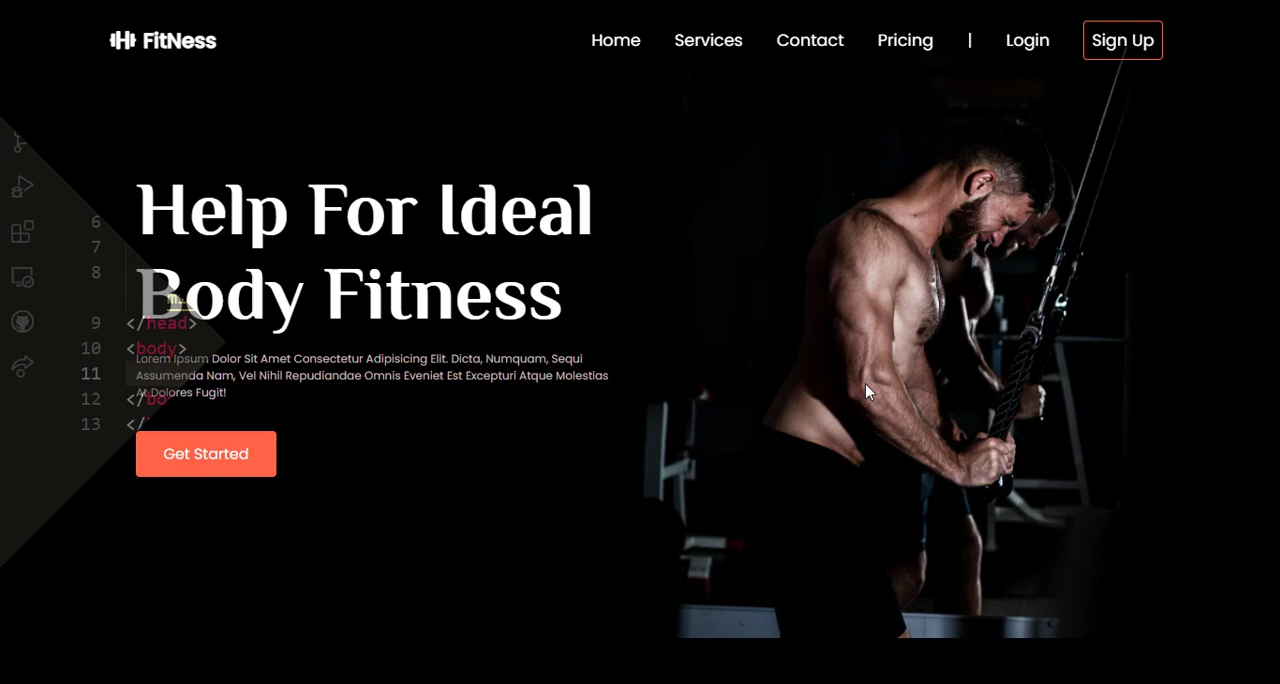 FitNess
Home Services Contact Pricing | Login Sign Up
Help For Ideal
Body Fitness
Lorem Ipsum Dolor Sit Amet Consectetur Adipisicing Elit. Dicta, Numquam, Sequi
Assumenda Nam, Vel Nihil Repudiandae Omnis Eveniet Est Excepturi Atque Molestias
At Dolores Fugit!
Get Started
6
7
8
9 </head>
10 <body>
11
12 </bo
13 </